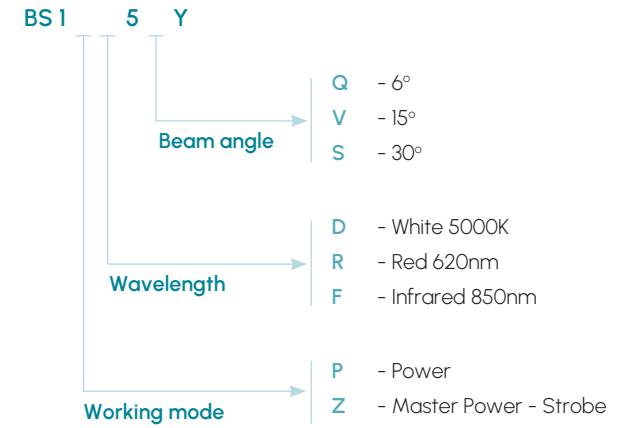 BS 1 5 Y
Q - 6°
V - 15°
S - 30°
Beam angle
D - White 5000K
R - Red 620nm
F - Infrared 850nm
Wavelength
P - Power
Z - Master Power - Strobe
Working mode